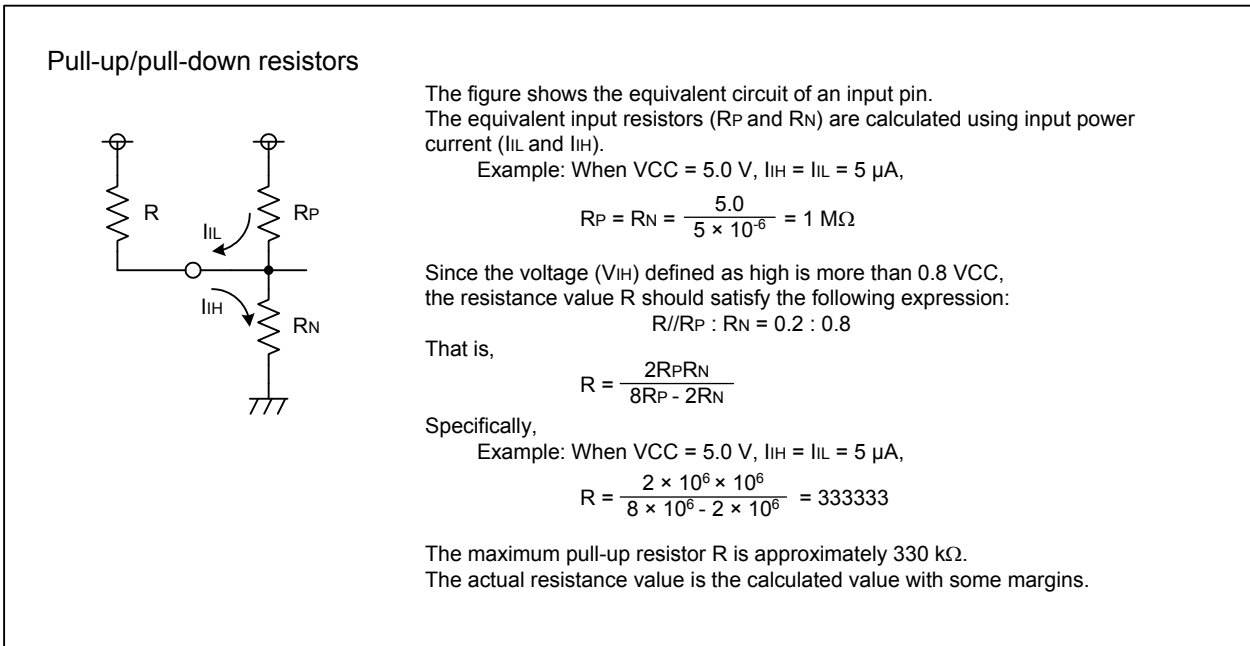 Pull-up/pull-down resistors
The figure shows the equivalent circuit of an input pin.
The equivalent input resistors (RP and RN) are calculated using input power
current (IIL and IIH).
Example: When VCC = 5.0 V, IIH = IIL = 5 µA,
RP = RN = 5.0 / 5 × 10⁻⁶ = 1 MΩ
Since the voltage (VIH) defined as high is more than 0.8 VCC,
the resistance value R should satisfy the following expression:
R//RP : RN = 0.2 : 0.8
That is,
R = 2RPRN / 8RP - 2RN
Specifically,
Example: When VCC = 5.0 V, IIH = IIL = 5 µA,
R = 2 × 10⁶ × 10⁶ / 8 × 10⁶ - 2 × 10⁶ = 333333
The maximum pull-up resistor R is approximately 330 kΩ.
The actual resistance value is the calculated value with some margins.
R
RP
IIL
IIH
RN